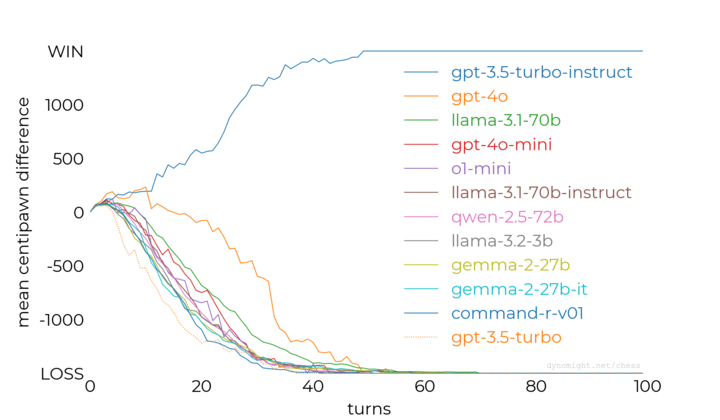 WIN
1000
500
0
-500
-1000
LOSS
mean centipawn difference
gpt-3.5-turbo-instruct
gpt-4o
llama-3.1-70b
gpt-4o-mini
o1-mini
llama-3.1-70b-instruct
qwen-2.5-72b
llama-3.2-3b
gemma-2-27b
gemma-2-27b-it
command-r-v01
gpt-3.5-turbo
dynomight.net/chess
0 20 40 60 80 100
turns